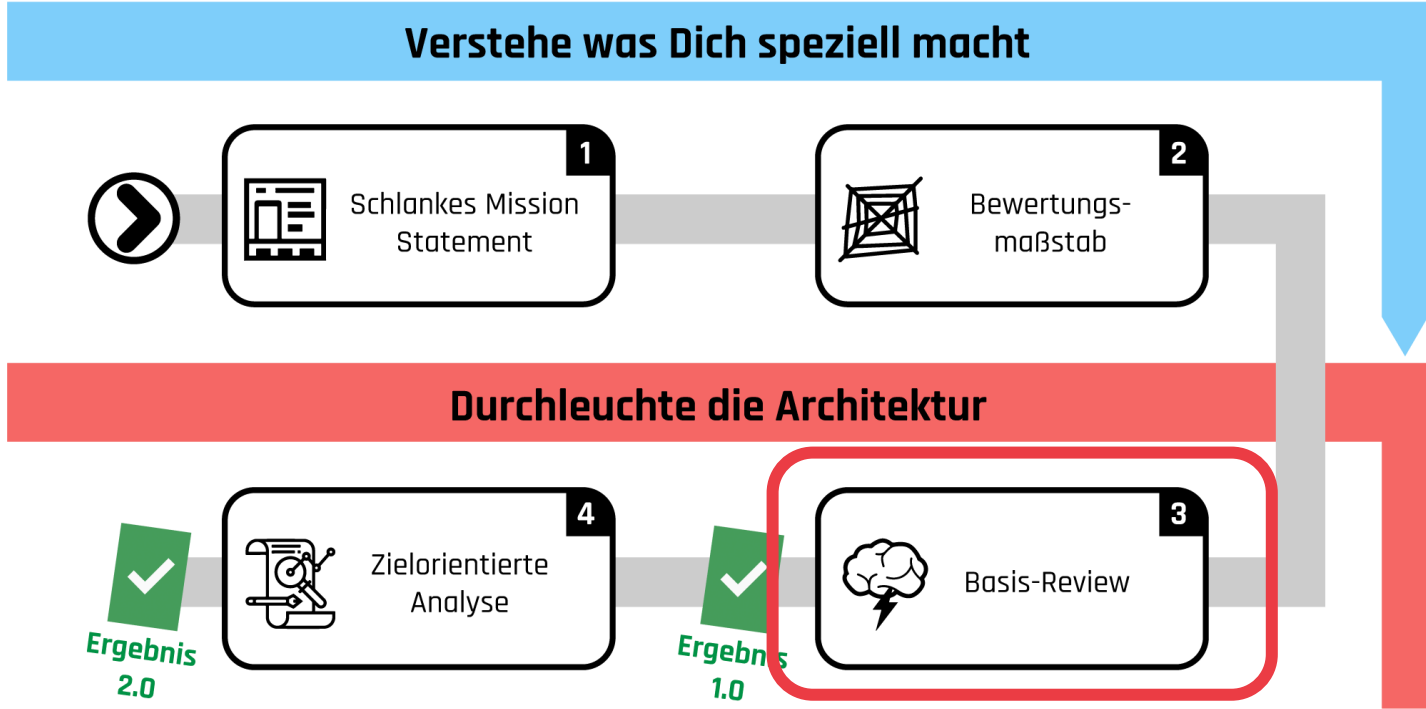 Verstehe was Dich speziell macht
1
Schlankes Mission
Statement
2
Bewertungs-
maßstab
Durchleuchte die Architektur
4
Zielorientierte
Analyse
3
Basis-Review
Ergebnis
2.0
Ergebnis
1.0